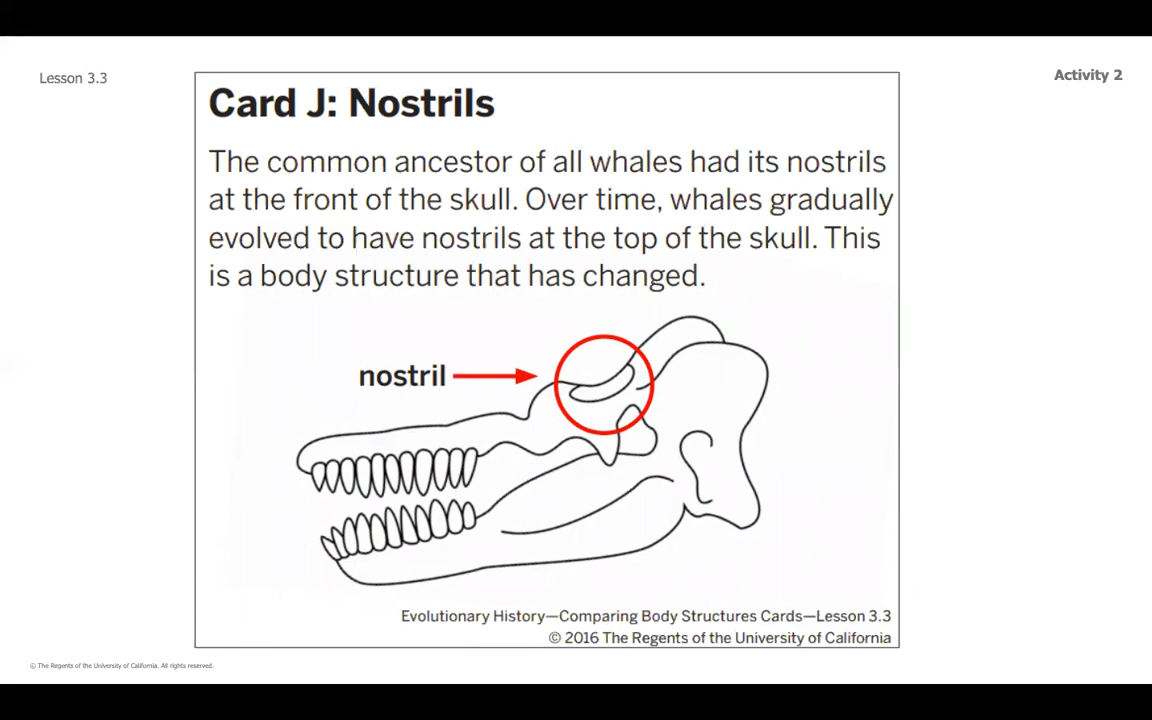 Lesson 3.3
Activity 2
Card J: Nostrils
The common ancestor of all whales had its nostrils
at the front of the skull. Over time, whales gradually
evolved to have nostrils at the top of the skull. This
is a body structure that has changed.
nostril
Evolutionary History—Comparing Body Structures Cards—Lesson 3.3
© 2016 The Regents of the University of California
© The Regents of the University of California. All rights reserved.